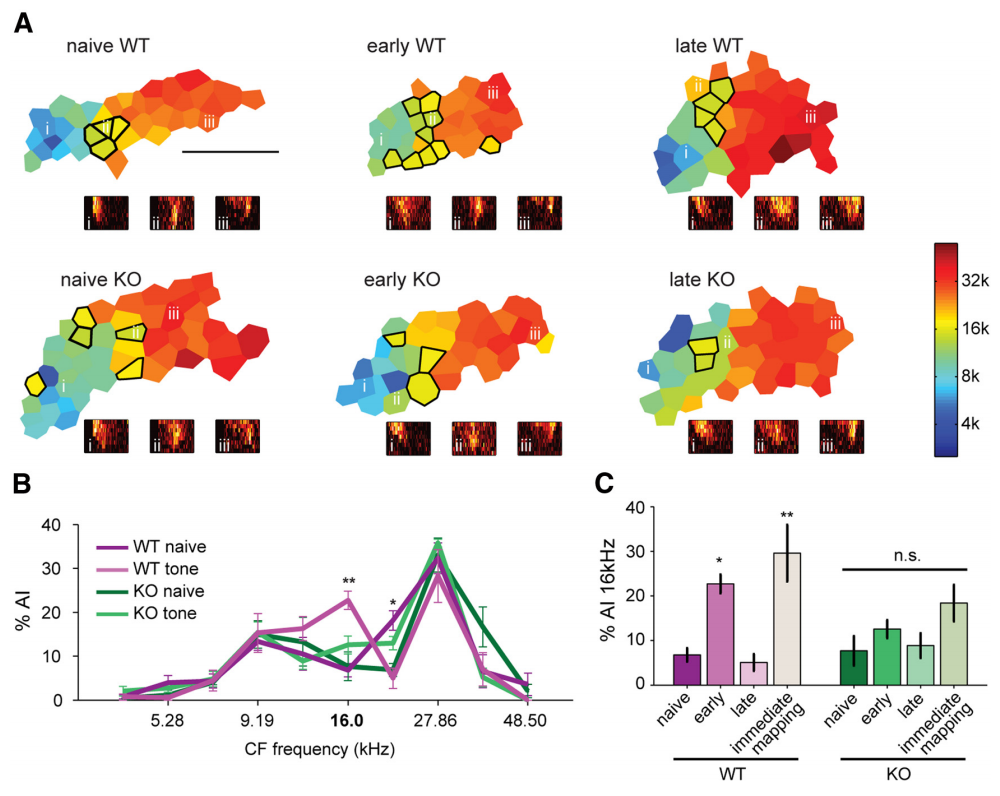 A
naive WT
early WT
late WT
i
ii
iii
i
ii
iii
i
ii
iii
i
ii
iii
i
ii
iii
i
ii
iii
naive KO
early KO
late KO
i
ii
iii
i
ii
iii
i
ii
iii
i
ii
iii
i
ii
iii
i
ii
iii
32k
16k
8k
4k
B
% AI
40
30
20
10
0
WT naive
WT tone
KO naive
KO tone
**
*
5.28
9.19
16.0
27.86
48.50
CF frequency (kHz)
C
% AI 16kHz
40
30
20
10
0
*
**
n.s.
naive
early
late
immediate
mapping
naive
early
late
immediate
mapping
WT
KO